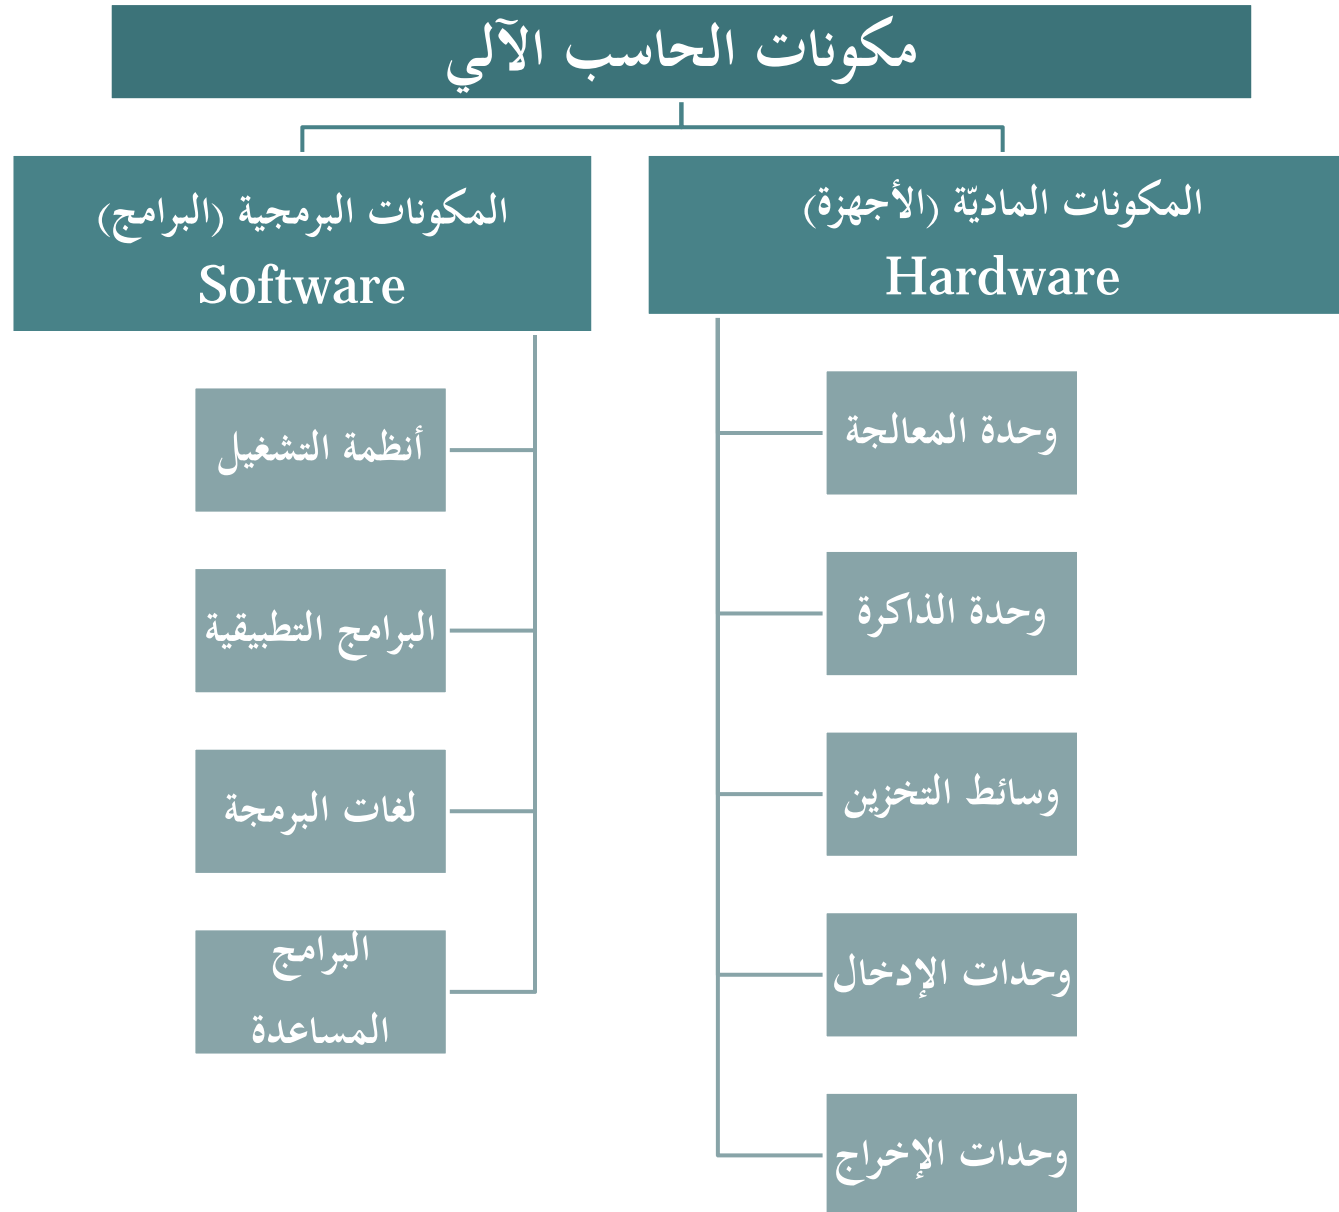 مكونات الحاسب الآلي
المكونات الماديّة (الأجهزة)
Hardware
وحدة المعالجة
وحدة الذاكرة
وسائط التخزين
وحدات الإدخال
وحدات الإخراج
المكونات البرمجية (البرامج)
Software
أنظمة التشغيل
البرامج التطبيقية
لغات البرمجة
البرامج
المساعدة